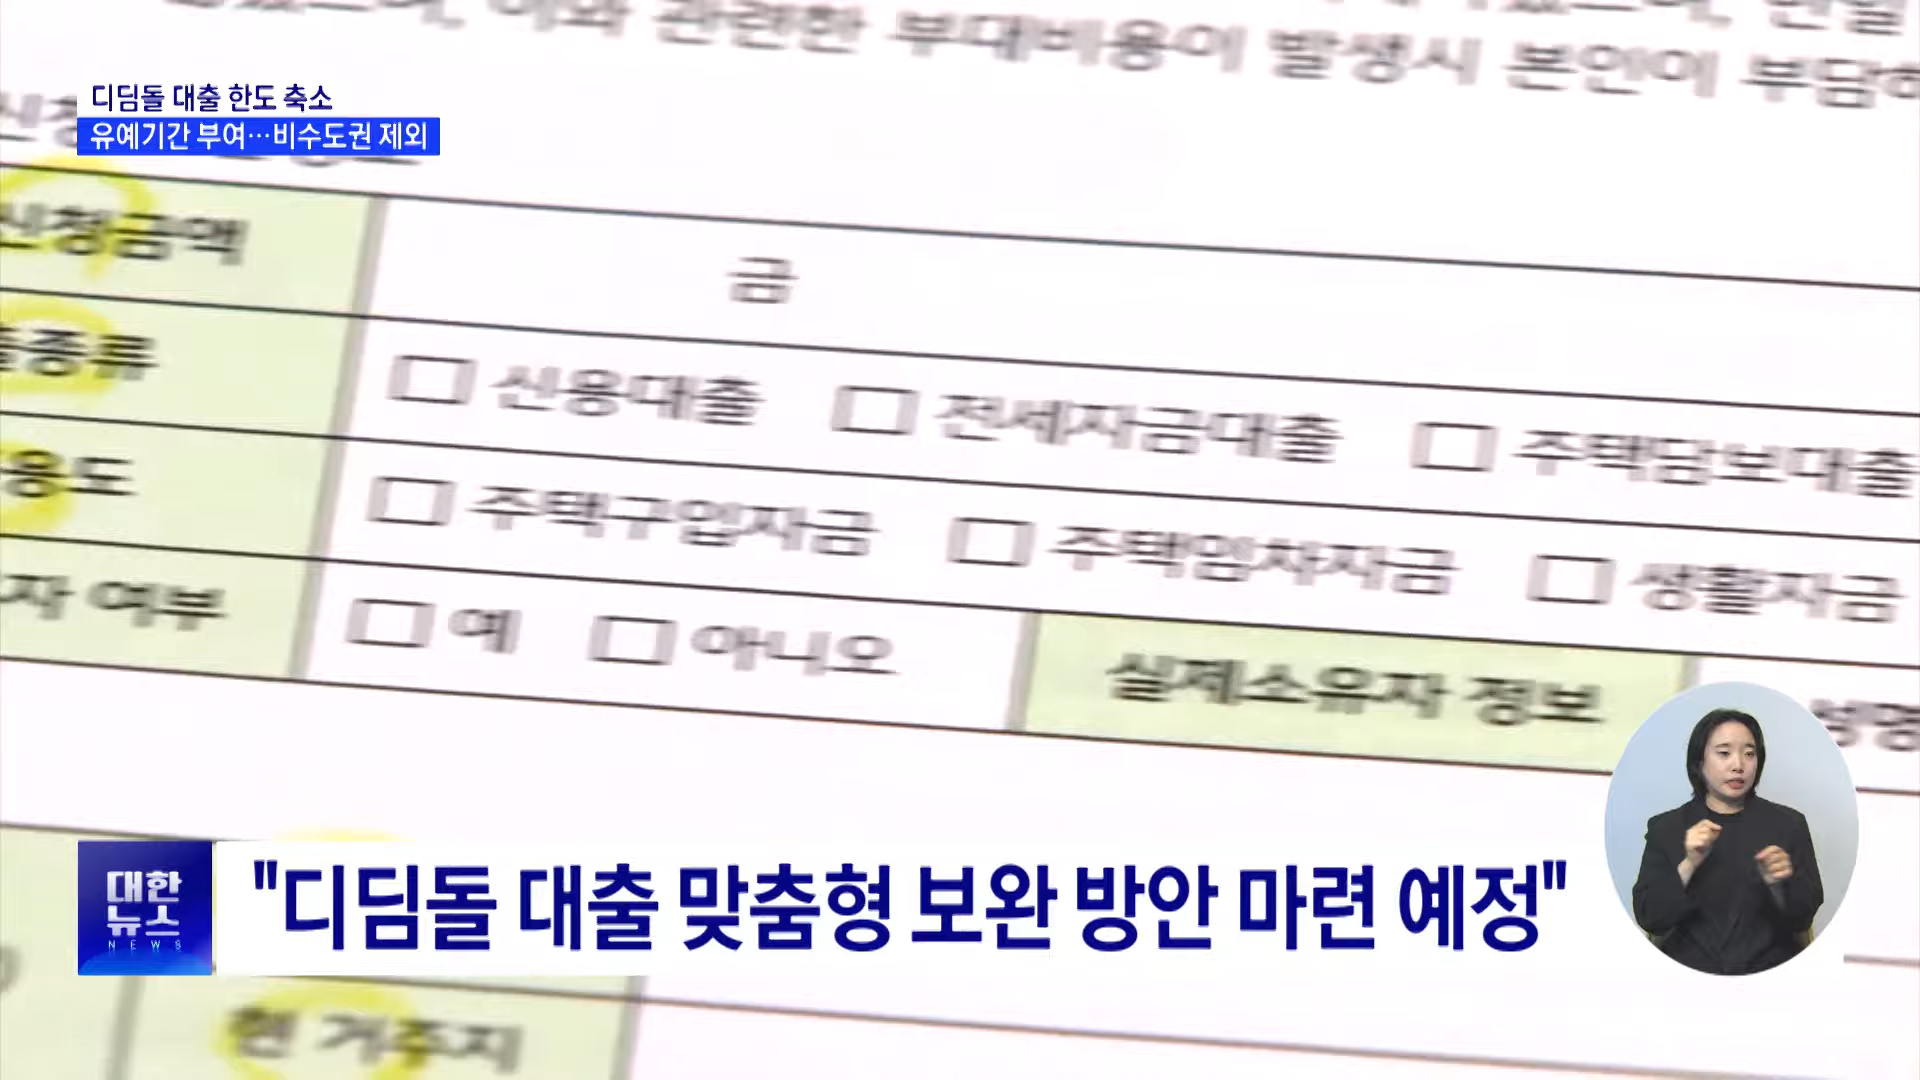 이와 관련한 부대비용이 발생시 본인이 부담하
디딤돌 대출 한도 축소
유예기간 부여…비수도권 제외
신청금액
금
종류
□ 신용대출 □ 전세자금대출 □ 주택담보대출
용도
□ 주택구입자금 □ 주택임차자금 □ 생활자금
자 여부
□ 예 □ 아니오
실제소유자 정보
성명
대한
뉴스
NEWS
"디딤돌 대출 맞춤형 보완 방안 마련 예정"
현 거주지